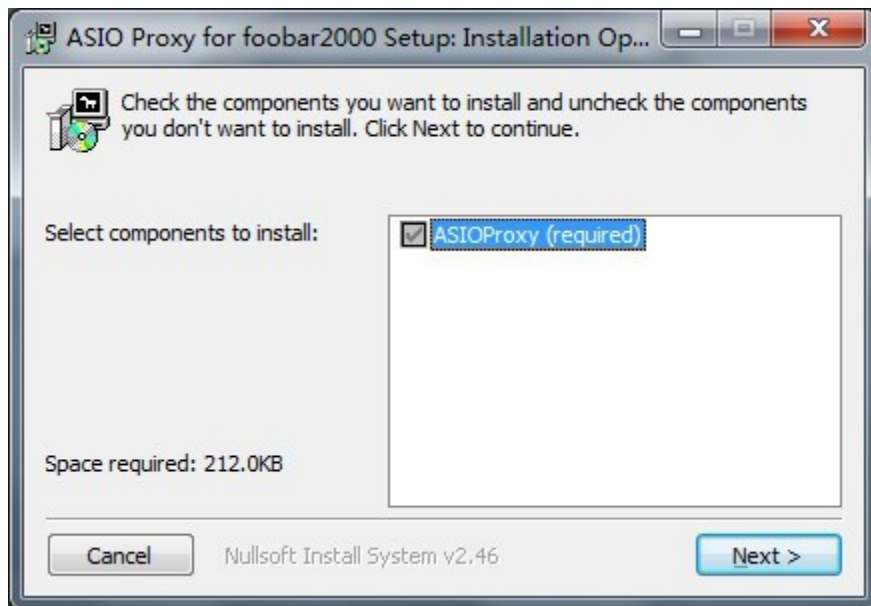 ASIO Proxy for foobar2000 Setup: Installation Op...
Check the components you want to install and uncheck the components
you don't want to install. Click Next to continue.
Select components to install:
ASIOProxy (required)
Space required: 212.0KB
Cancel
Nullsoft Install System v2.46
Next >